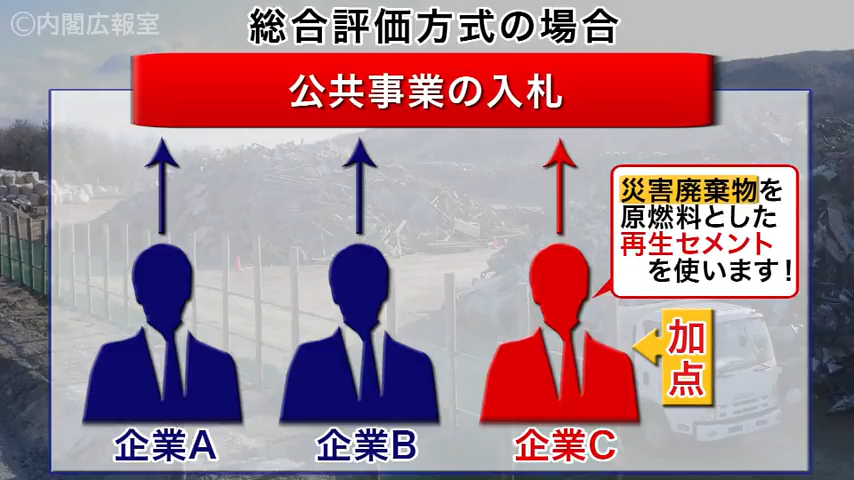 ©内閣広報室
総合評価方式の場合
公共事業の入札
災害廃棄物を
原燃料とした
再生セメント
を使います!
加点
企業A
企業B
企業C